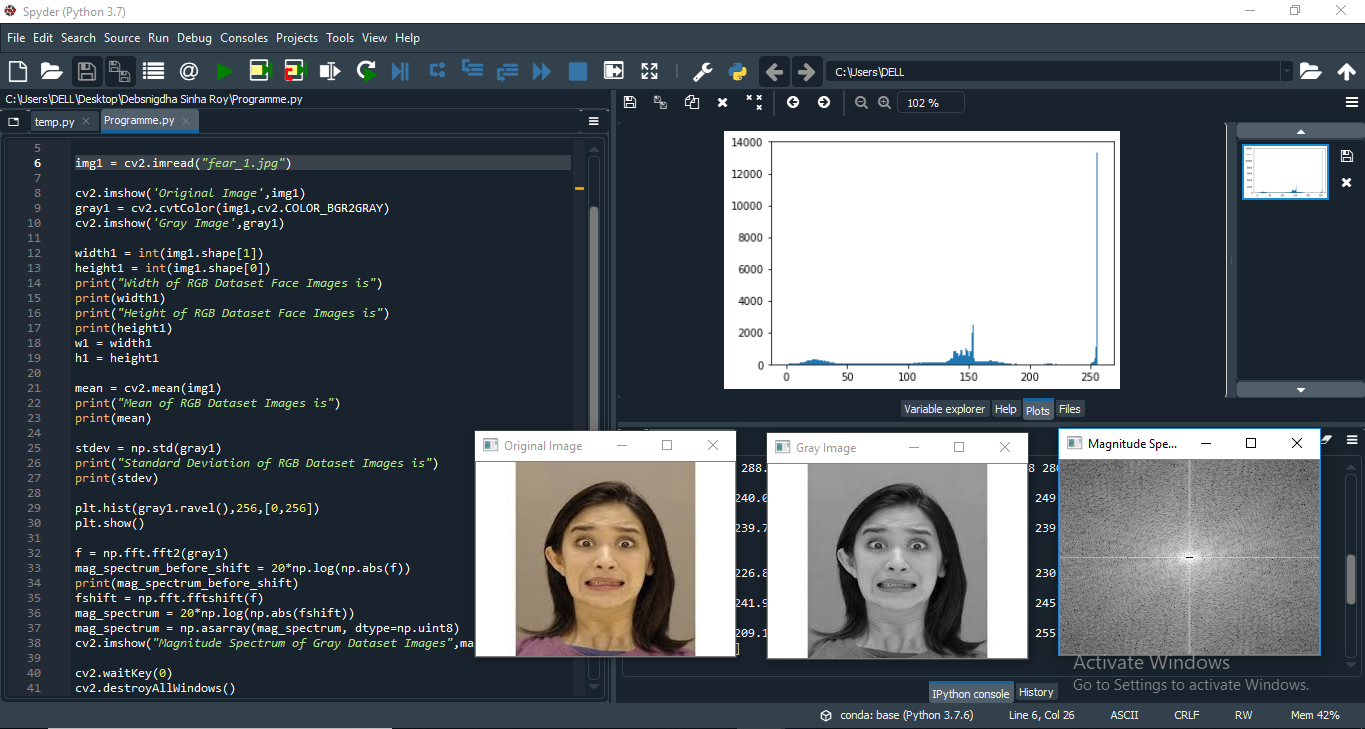 Spyder (Python 3.7)
File Edit Search Source Run Debug Consoles Projects Tools View Help
C:\Users\DELL
C:\Users\DELL\Desktop\Debsnigdha Sinha Roy\Programme.py
temp.py Programme.py
102 %
5
6 img1 = cv2.imread("fear_1.jpg")
7
8 cv2.imshow('Original Image',img1)
9 gray1 = cv2.cvtColor(img1,cv2.COLOR_BGR2GRAY)
10 cv2.imshow('Gray Image',gray1)
11
12 width1 = int(img1.shape[1])
13 height1 = int(img1.shape[0])
14 print("Width of RGB Dataset Face Images is")
15 print(width1)
16 print("Height of RGB Dataset Face Images is")
17 print(height1)
18 w1 = width1
19 h1 = height1
20
21 mean = cv2.mean(img1)
22 print("Mean of RGB Dataset Images is")
23 print(mean)
24
25 stdev = np.std(gray1)
26 print("Standard Deviation of RGB Dataset Images is")
27 print(stdev)
28
29 plt.hist(gray1.ravel(),256,[0,256])
30 plt.show()
31
32 f = np.fft.fft2(gray1)
33 mag_spectrum_before_shift = 20*np.log(np.abs(f))
34 print(mag_spectrum_before_shift)
35 fshift = np.fft.fftshift(f)
36 mag_spectrum = 20*np.log(np.abs(fshift))
37 mag_spectrum = np.asarray(mag_spectrum, dtype=np.uint8)
38 cv2.imshow("Magnitude Spectrum of Gray Dataset Images",ma
39
40 cv2.waitKey(0)
41 cv2.destroyAllWindows()
14000
12000
10000
8000
6000
4000
2000
0
0 50 100 150 200 250
Variable explorer Help Plots Files
Original Image
Gray Image
Magnitude Spe...
288.
240.0
239.7
226.8
241.9
209.1
]
8 28
249
239
230
245
255
Activate Windows
Go to Settings to activate Windows.
IPython console History
conda: base (Python 3.7.6) Line 6, Col 26 ASCII CRLF RW Mem 42%